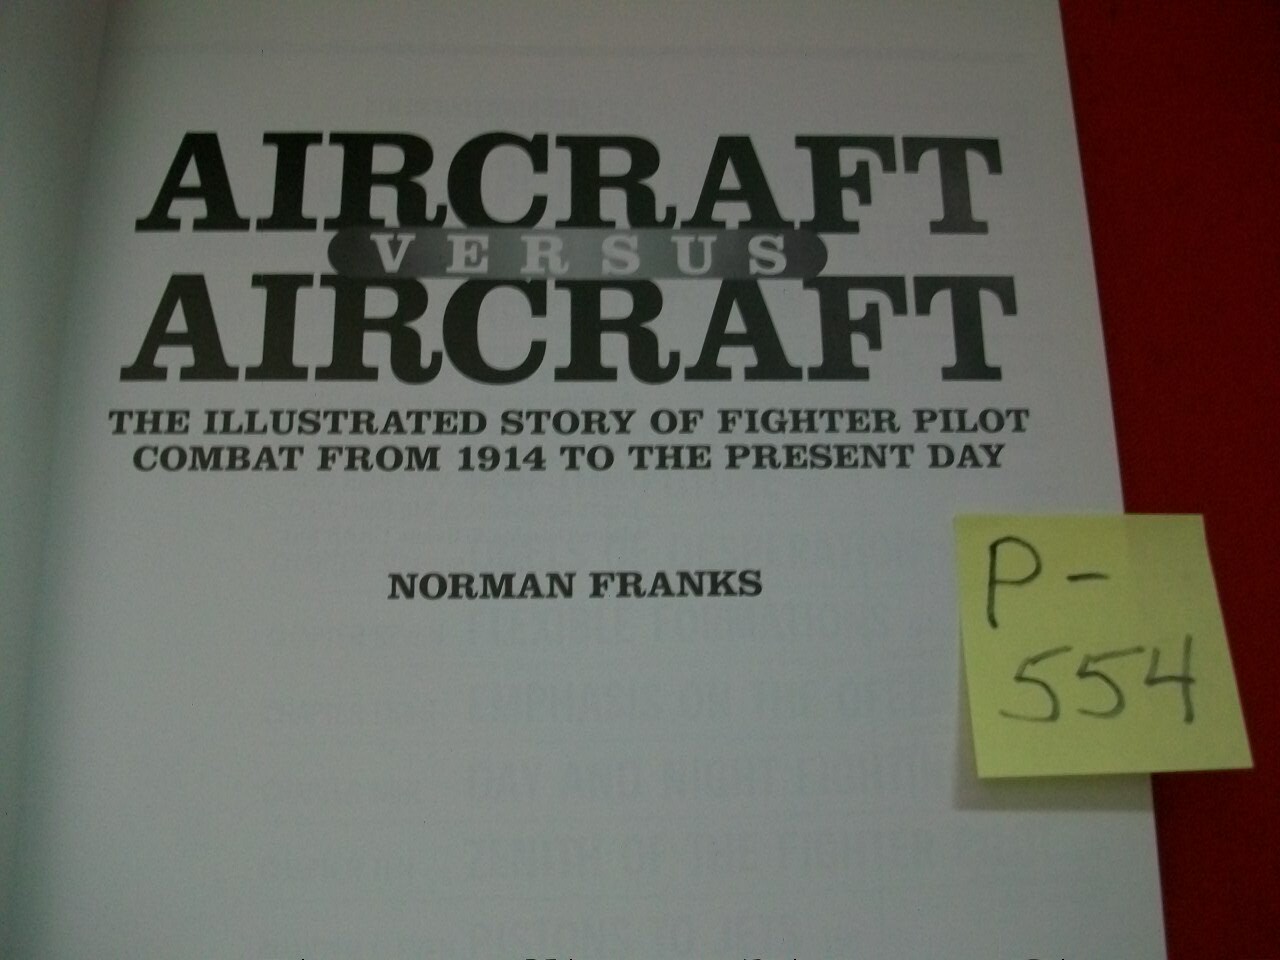 AIRCRAFT
VERSUS
AIRCRAFT
THE ILLUSTRATED STORY OF FIGHTER PILOT
COMBAT FROM 1914 TO THE PRESENT DAY
NORMAN FRANKS
P-
554